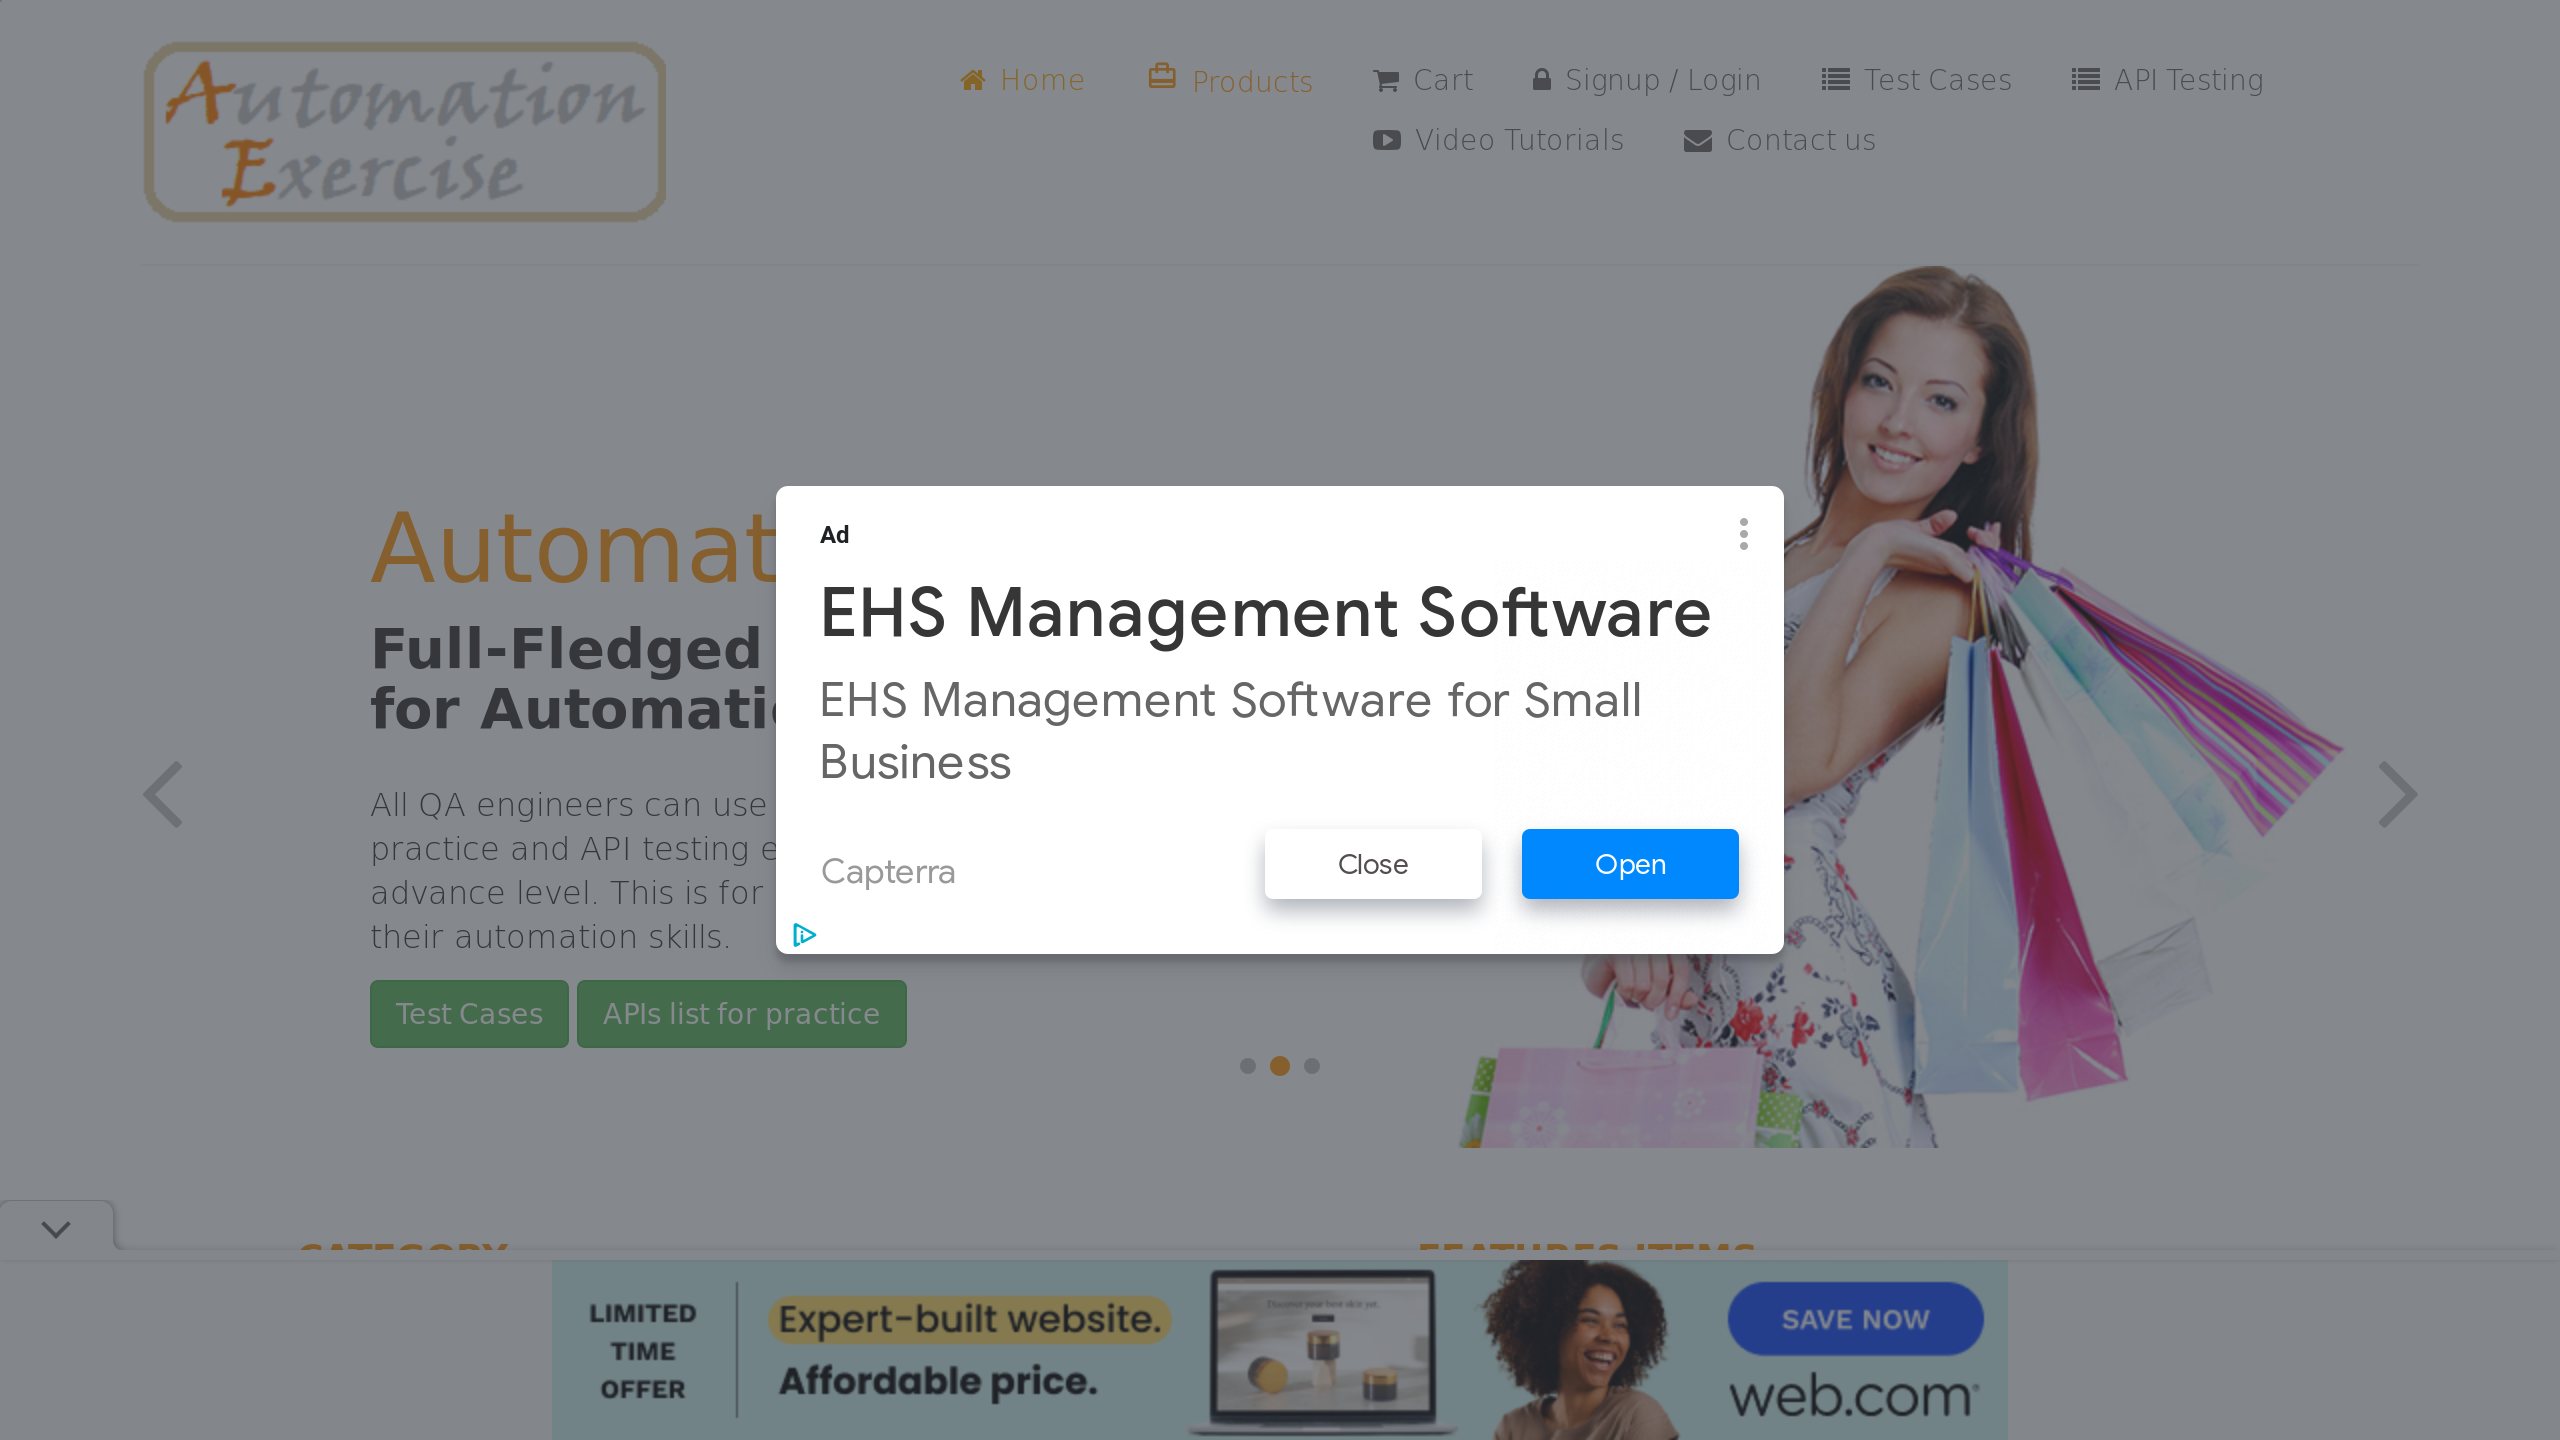 Automation
Exercise
Home
Products
Cart
Signup / Login
Test Cases
API Testing
Video Tutorials
Contact us
Automat
Full-Fledged
for Automati
All QA engineers can use
practice and API testing e
advance level. This is for
their automation skills.
Test Cases
APIs list for practice
Ad
EHS Management Software
EHS Management Software for Small
Business
Capterra
Close
Open
CATEGORY
FEATURES ITEMS
LIMITED
TIME
OFFER
Expert-built website.
Affordable price.
SAVE NOW
web.com